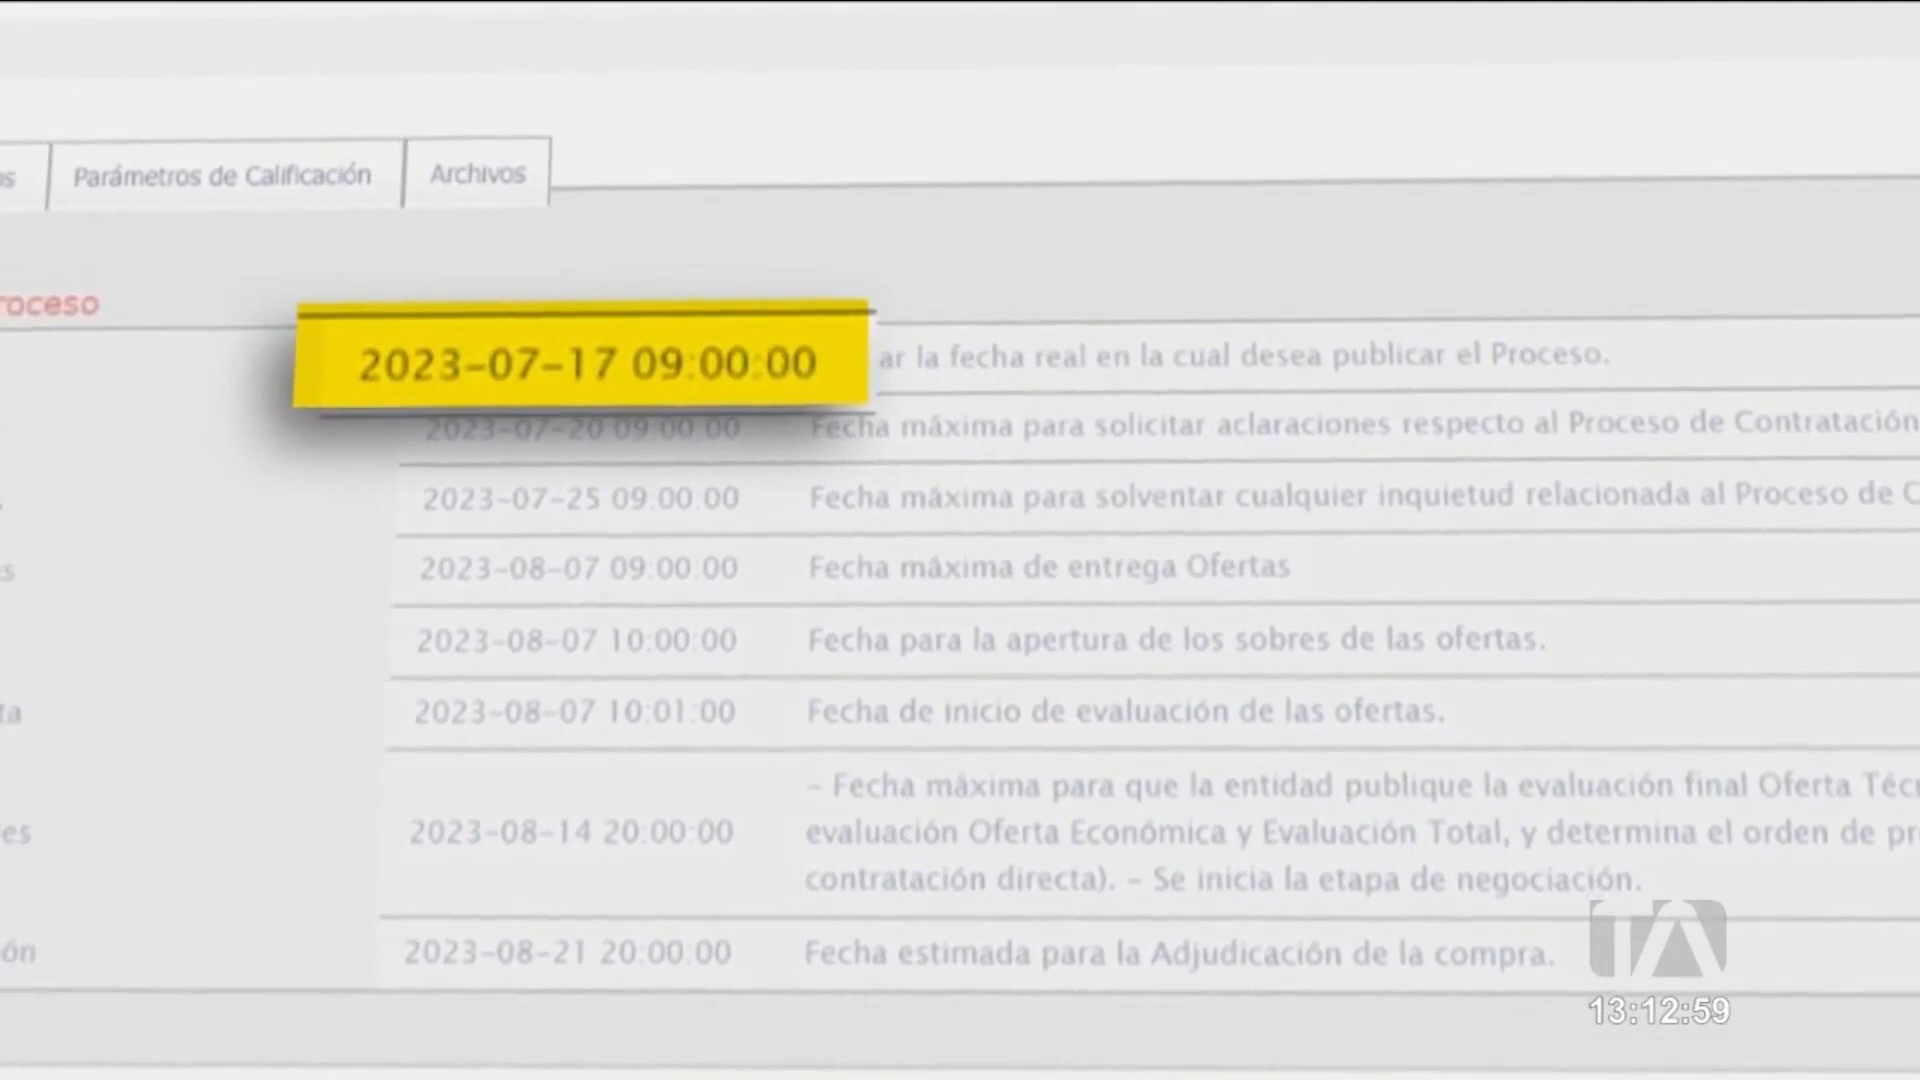 Parámetros de Calificación
Archivos
2023-07-17 09:00:00
la fecha real en la cual desea publicar el Proceso.
2023-07-20 09:00:00
Fecha máxima para solicitar aclaraciones respecto al Proceso de Contratación
2023-07-25 09:00:00
Fecha máxima para solventar cualquier inquietud relacionada al Proceso de
2023-08-07 09:00:00
Fecha máxima de entrega Ofertas
2023-08-07 10:00:00
Fecha para la apertura de los sobres de las ofertas.
2023-08-07 10:01:00
Fecha de inicio de evaluación de las ofertas.
2023-08-14 20:00:00
– Fecha máxima para que la entidad publique la evaluación final Oferta
evaluación Oferta Económica y Evaluación Total, y determina el orden de
contratación directa). – Se inicia la etapa de negociación.
2023-08-21 20:00:00
Fecha estimada para la Adjudicación de la compra.
TA
13:12:59